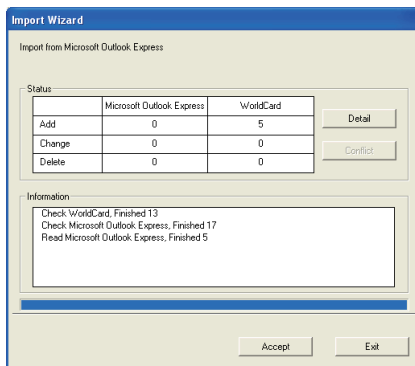 Import Wizard
Import from Microsoft Outlook Express
Status
Microsoft Outlook Express WorldCard
Add 0 5
Detail
Change 0 0
Conflict
Delete 0 0
Information
Check WorldCard, Finished 13
Check Microsoft Outlook Express, Finished 17
Read Microsoft Outlook Express, Finished 5
Accept Exit